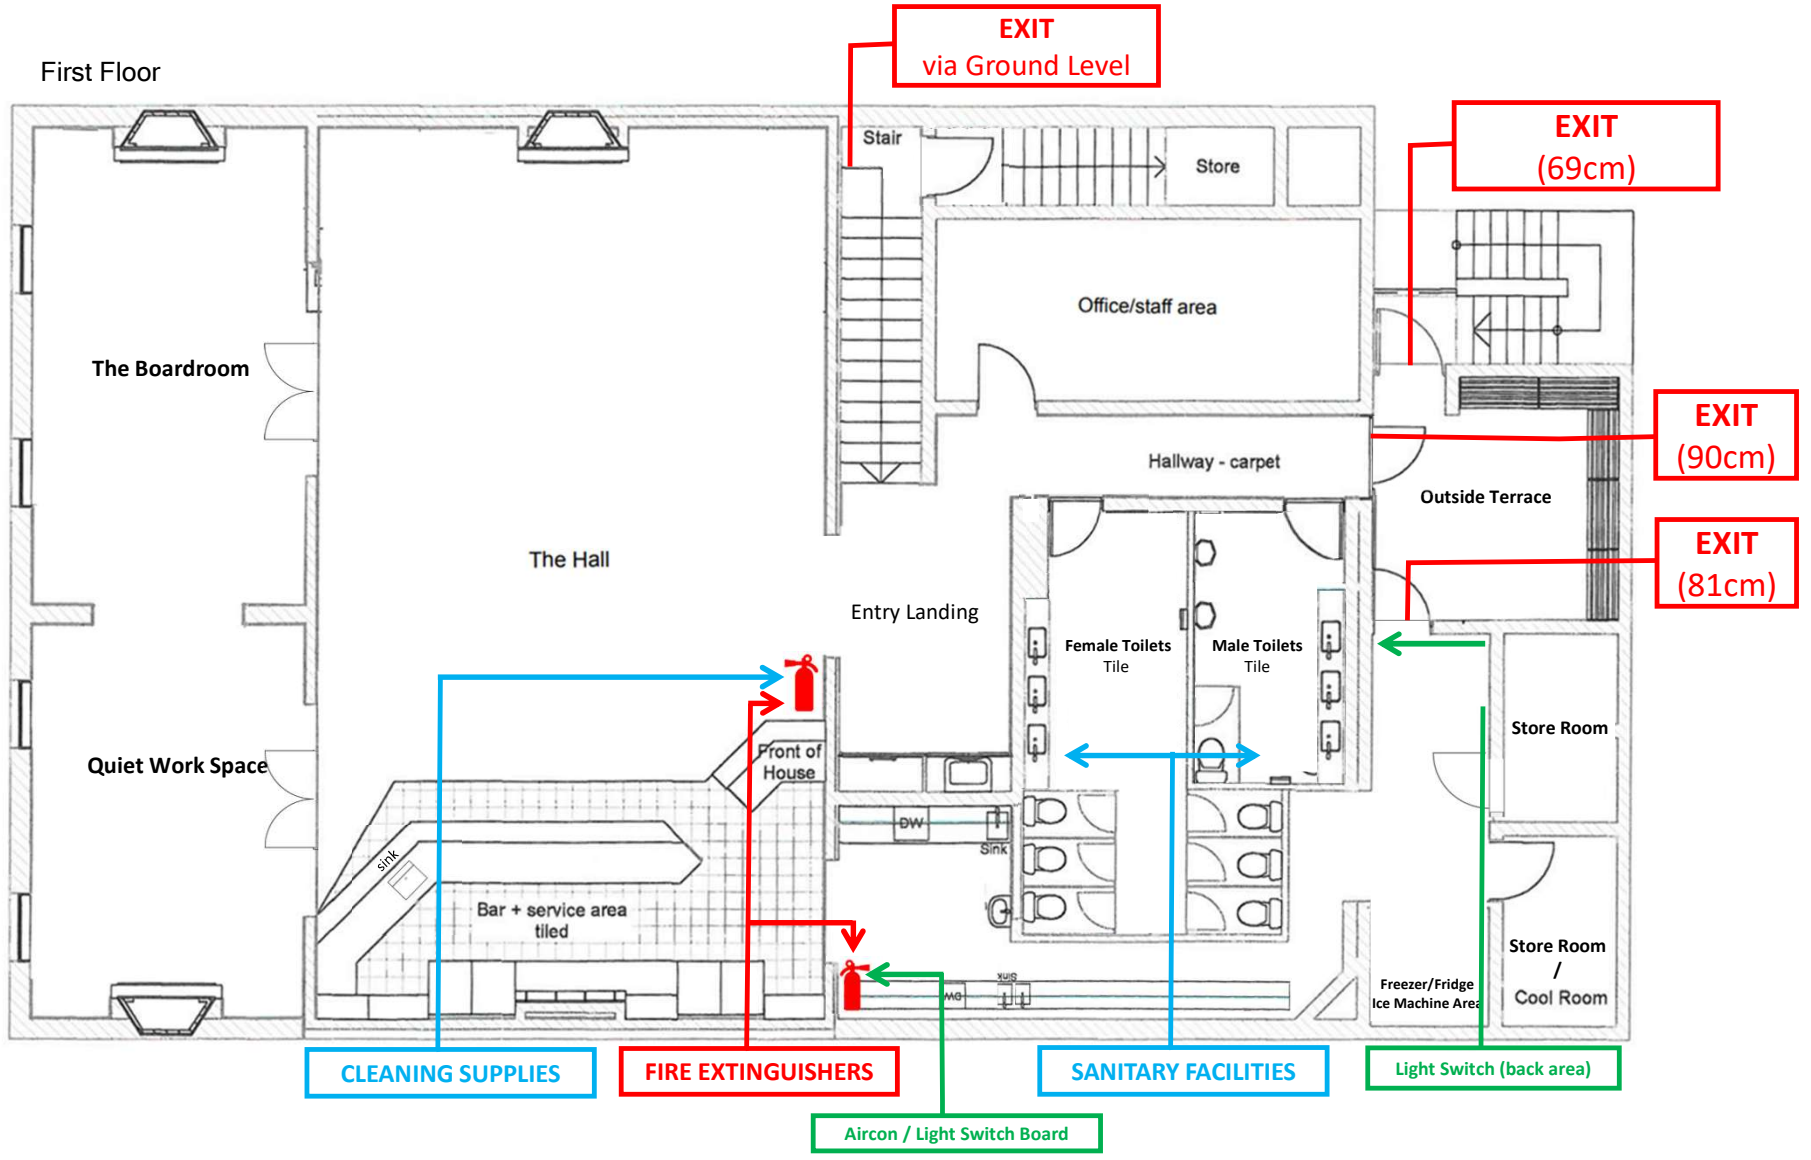 First Floor
EXIT
via Ground Level
EXIT
(69cm)
Stair
Store
Office/staff area
The Boardroom
EXIT
(90cm)
Hallway - carpet
Outside Terrace
EXIT
(81cm)
The Hall
Entry Landing
Female Toilets
Tile
Male Toilets
Tile
Store Room
Front of
House
Quiet Work Space
DW
Sink
sink
Bar + service area
tiled
Store Room
/
Cool Room
Sink
DW
Freezer/Fridge
Ice Machine Area
CLEANING SUPPLIES
FIRE EXTINGUISHERS
SANITARY FACILITIES
Light Switch (back area)
Aircon / Light Switch Board